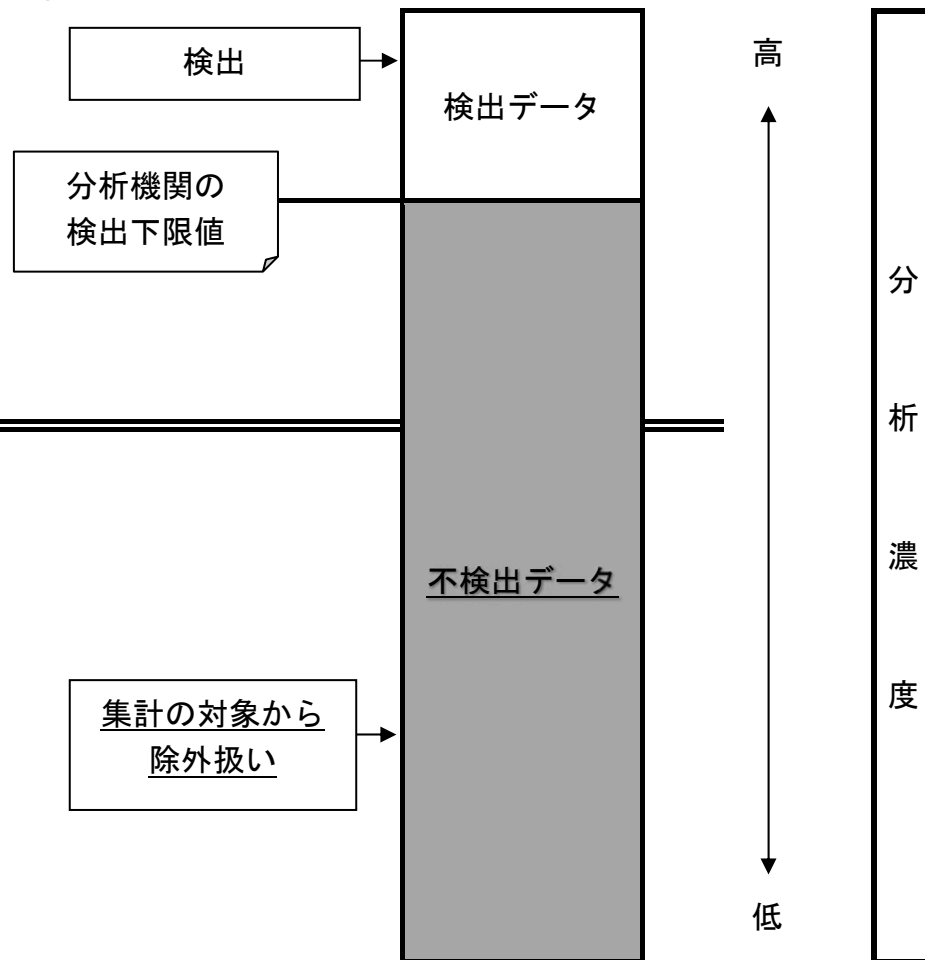 検出
検出データ
高
分析機関の
検出下限値
不検出データ
集計の対象から
除外扱い
低
分
析
濃
度